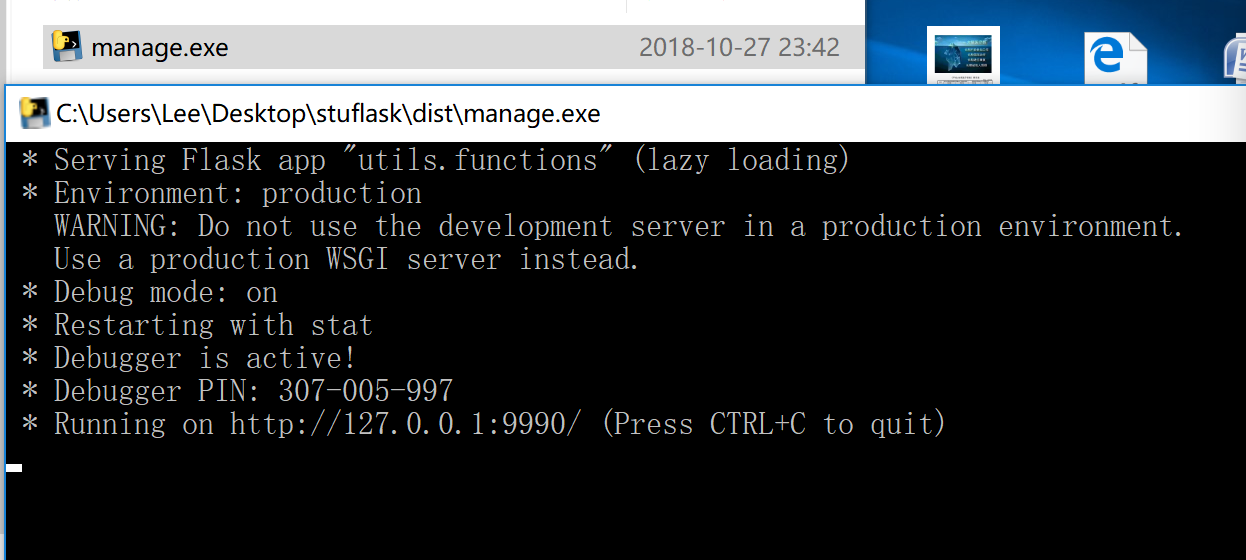 manage.exe 2018-10-27 23:42
C:\Users\Lee\Desktop\stuflask\dist\manage.exe
* Serving Flask app "utils.functions" (lazy loading)
* Environment: production
WARNING: Do not use the development server in a production environment.
Use a production WSGI server instead.
* Debug mode: on
* Restarting with stat
* Debugger is active!
* Debugger PIN: 307-005-997
* Running on http://127.0.0.1:9990/ (Press CTRL+C to quit)